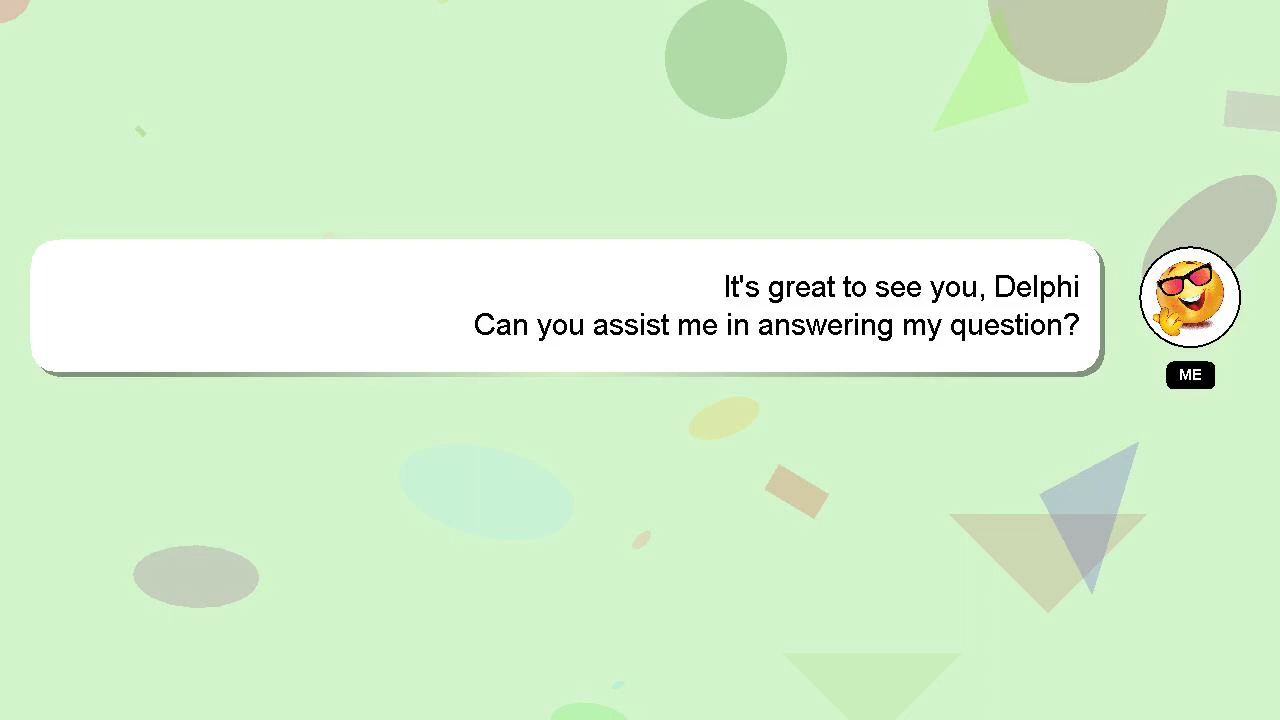 It's great to see you, Delphi
Can you assist me in answering my question?
ME